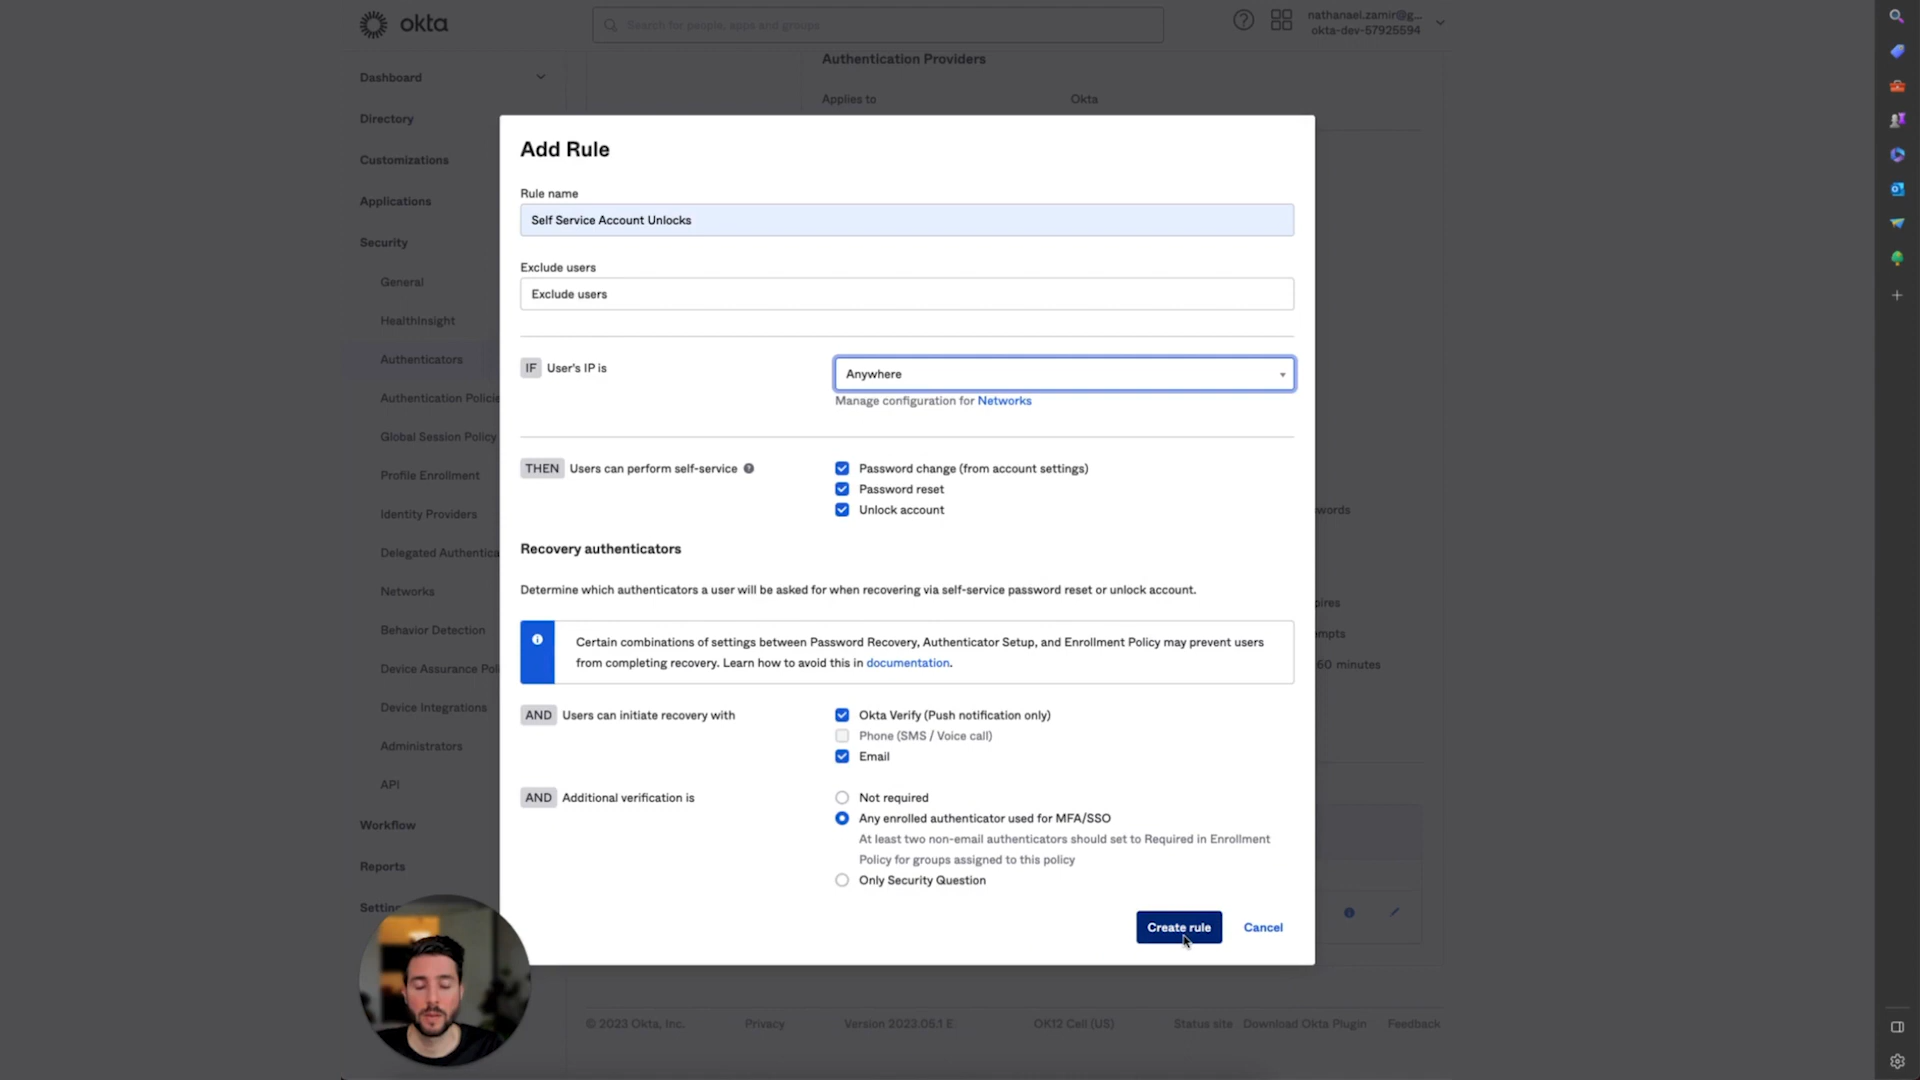 okta
Search for people, apps and groups
nathanael.zamir@g...
okta-dev-57925594
Dashboard
Directory
Customizations
Applications
Security
General
HealthInsight
Authenticators
Authentication Policie
Global Session Policy
Profile Enrollment
Identity Providers
Delegated Authentica
Networks
Behavior Detection
Device Assurance Poli
Device Integrations
Administrators
API
Workflow
Reports
Settin
Authentication Providers
Applies to
Okta
Add Rule
Rule name
Self Service Account Unlocks
Exclude users
Exclude users
IF User's IP is
Anywhere
Manage configuration for Networks
THEN Users can perform self-service
Password change (from account settings)
Password reset
Unlock account
Recovery authenticators
Determine which authenticators a user will be asked for when recovering via self-service password reset or unlock account.
Certain combinations of settings between Password Recovery, Authenticator Setup, and Enrollment Policy may prevent users
from completing recovery. Learn how to avoid this in documentation.
AND Users can initiate recovery with
Okta Verify (Push notification only)
Phone (SMS / Voice call)
Email
AND Additional verification is
Not required
Any enrolled authenticator used for MFA/SSO
At least two non-email authenticators should set to Required in Enrollment
Policy for groups assigned to this policy
Only Security Question
Create rule
Cancel
words
pires
mpts
60 minutes
© 2023 Okta, Inc.
Privacy
Version 2023.05.1 E
OK12 Cell (US)
Status site
Download Okta Plugin
Feedback